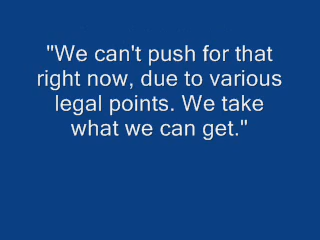 "We can't push for that
right now, due to various
legal points. We take
what we can get."